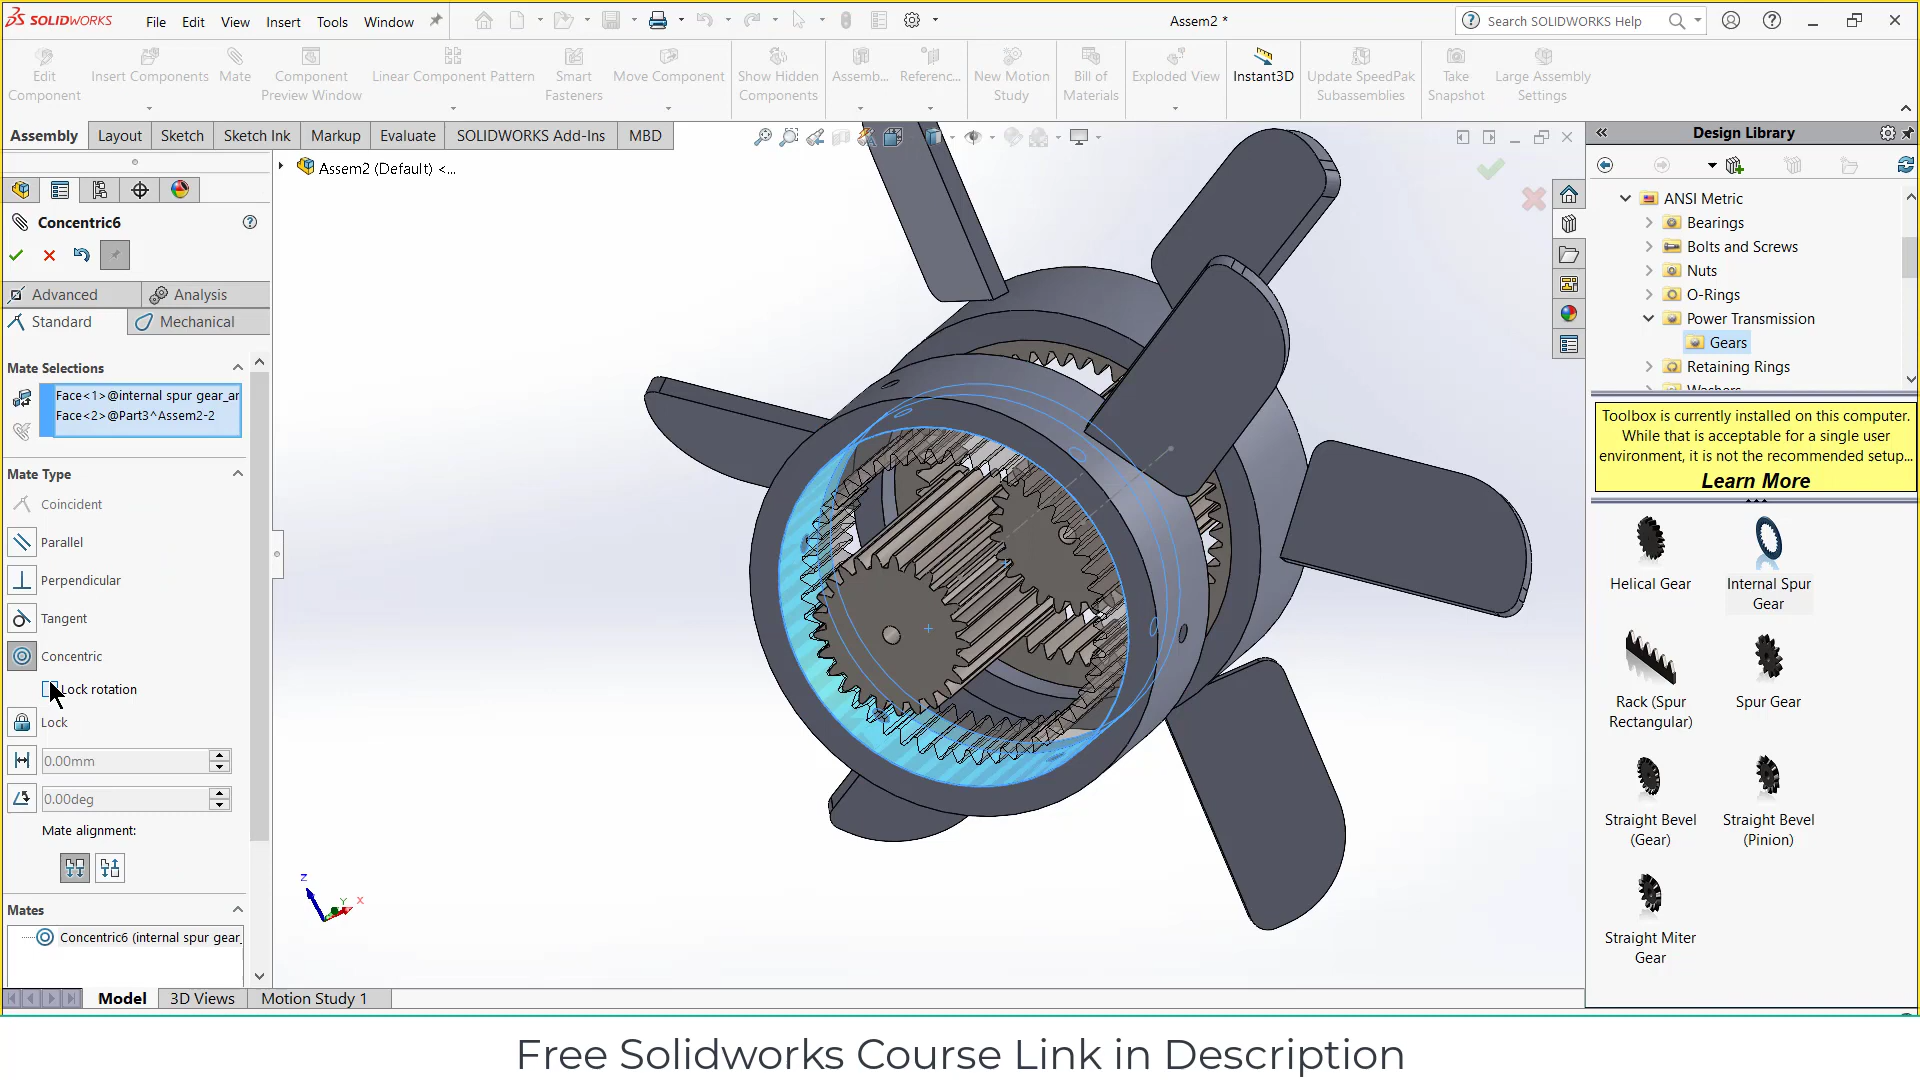 SOLIDWORKS
File Edit View Insert Tools Window
Assem2 *
Search SOLIDWORKS Help
Edit Component
Insert Components
Mate
Component Preview Window
Linear Component Pattern
Smart Fasteners
Move Component
Show Hidden Components
Assemb...
Referenc...
New Motion Study
Bill of Materials
Exploded View
Instant3D
Update SpeedPak Subassemblies
Take Snapshot
Large Assembly Settings
Assembly Layout Sketch Sketch Ink Markup Evaluate SOLIDWORKS Add-Ins MBD
Assem2 (Default) <...
Concentric6
Advanced Analysis
Standard Mechanical
Mate Selections
Face<1>@internal spur gear_ar
Face<2>@Part3^Assem2-2
Mate Type
Coincident
Parallel
Perpendicular
Tangent
Concentric
Lock rotation
Lock
0.00mm
0.00deg
Mate alignment:
Mates
Concentric6 (internal spur gear_
Z
Y
X
Model 3D Views Motion Study 1
Design Library
ANSI Metric
Bearings
Bolts and Screws
Nuts
O-Rings
Power Transmission
Gears
Retaining Rings
Toolbox is currently installed on this computer.
While that is acceptable for a single user
environment, it is not the recommended setup...
Learn More
Helical Gear
Internal Spur Gear
Rack (Spur Rectangular)
Spur Gear
Straight Bevel (Gear)
Straight Bevel (Pinion)
Straight Miter Gear
Free Solidworks Course Link in Description